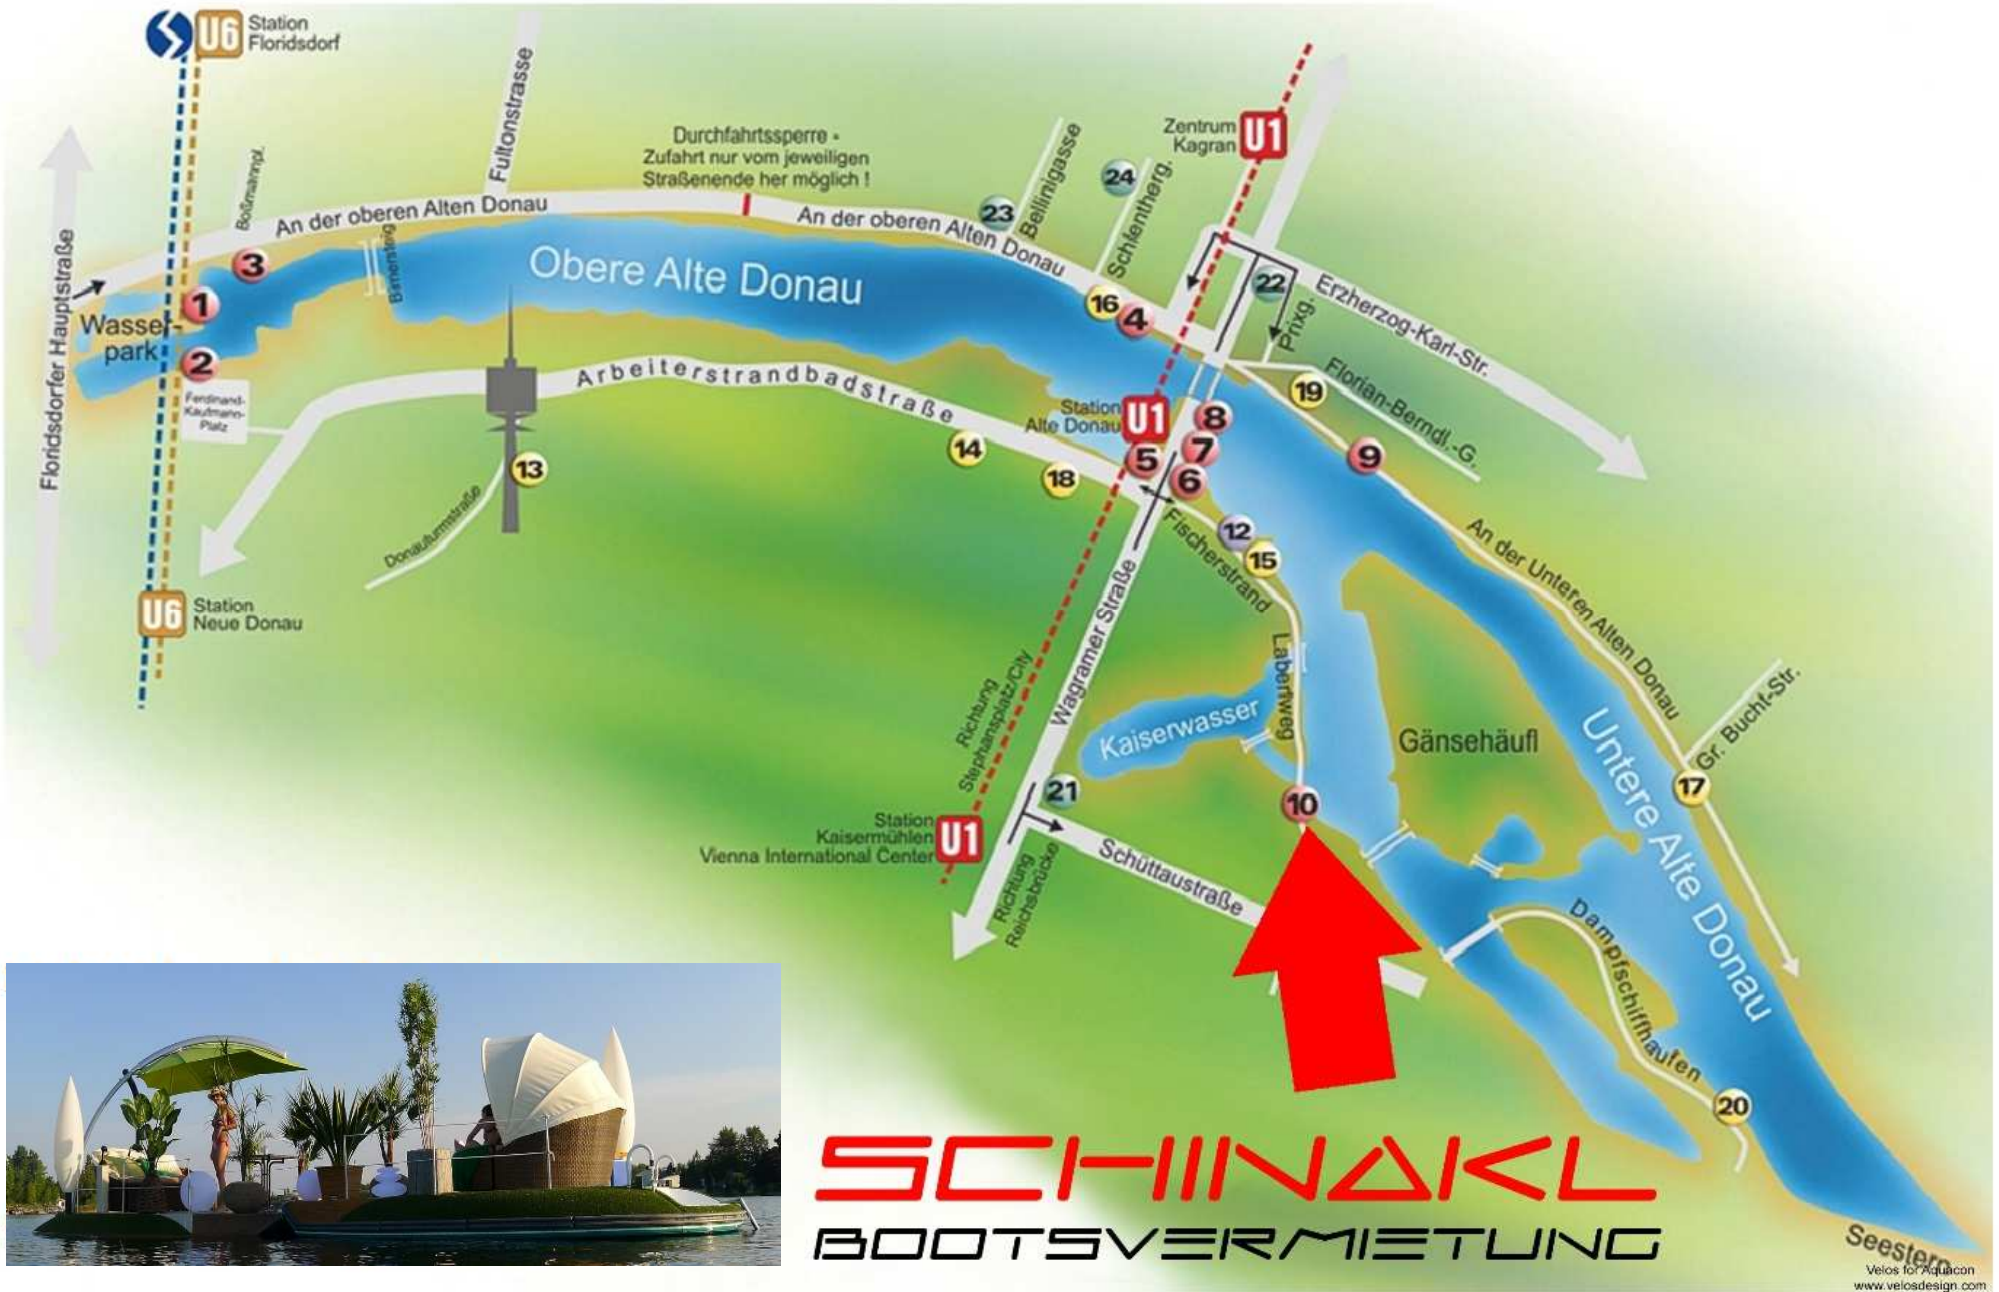 U6
Station
Floridsdorf
Fultonstrasse
Durchfahrtssperre -
Zufahrt nur vom jeweiligen
Straßenende her möglich !
Bellinigasse
24
Schlentherg.
23
Zentrum
Kagran
U1
Floridsdorfer Hauptstraße
Boßmannpl.
An der oberen Alten Donau
An der oberen Alten Donau
3
1
Wasser-
park
2
Birnersteig
Obere Alte Donau
16
4
22
Prixg.
Erzherzog-Karl-Str.
Ferdinand-
Kaufmann-
Platz
Arbeiterstrandbadstraße
Station
Alte Donau
U1
8
7
5
6
19
Florian-Berndl.-G.
9
13
14
18
Donauturmstraße
12
15
Fischerstrand
An der Unteren Alten Donau
U6
Station
Neue Donau
Wagramer Straße
Richtung
Stephansplatz/City
Laberlweg
Kaiserwasser
Gänsehäufl
Untere Alte Donau
Gr. Bucht-Str.
17
21
10
Station
Kaisermühlen
Vienna International Center
U1
Richtung
Reichsbrücke
Schüttaustraße
Dampfschiffhaufen
20
SCHINAKL
BOOTSVERMIETUNG
Seestern
Velos for Aquacon
www.velosdesign.com